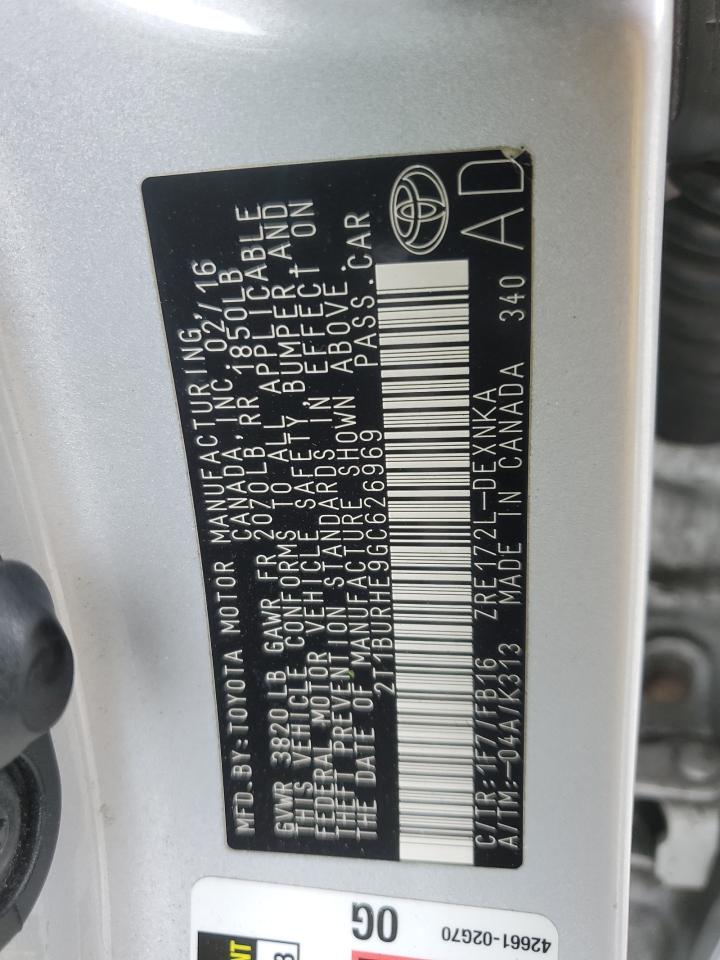 MFD.BY:TOYOTA MOTOR MANUFACTURING,
CANADA,INC. 02/16
GVWR 3820 LB GAWR FR 2070LB,RR 1850LB
THIS VEHICLE CONFORMS TO ALL APPLICABLE
FEDERAL MOTOR VEHICLE SAFETY,BUMPER,AND
THEFT PREVENTION STANDARDS IN EFFECT ON
THE DATE OF MANUFACTURE SHOWN ABOVE.
2T1BURHE9GC626969 PASS.CAR
C/TR:1F7/FB16 ZRE172L-DEXNKA
A/TM:-04A/K313 MADE IN CANADA 340
AD
0G
42661-02G70